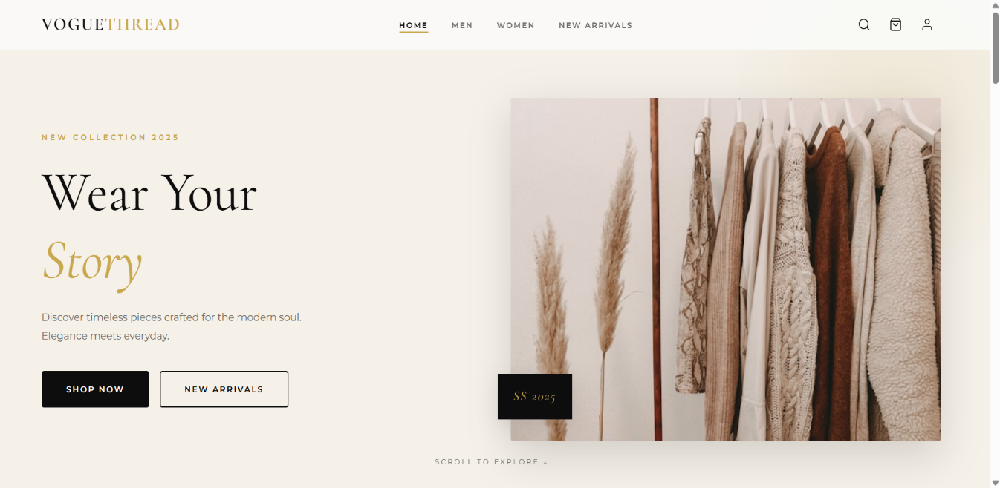 VOGUETHREAD
HOME MEN WOMEN NEW ARRIVALS
NEW COLLECTION 2025
Wear Your
Story
Discover timeless pieces crafted for the modern soul.
Elegance meets everyday.
SHOP NOW NEW ARRIVALS
SS 2025
SCROLL TO EXPLORE ↓